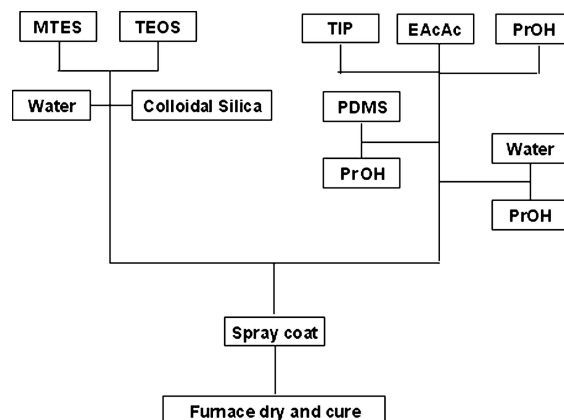 MTES
TEOS
TIP
EAcAc
PrOH
Water
Colloidal Silica
PDMS
PrOH
Water
PrOH
Spray coat
Furnace dry and cure